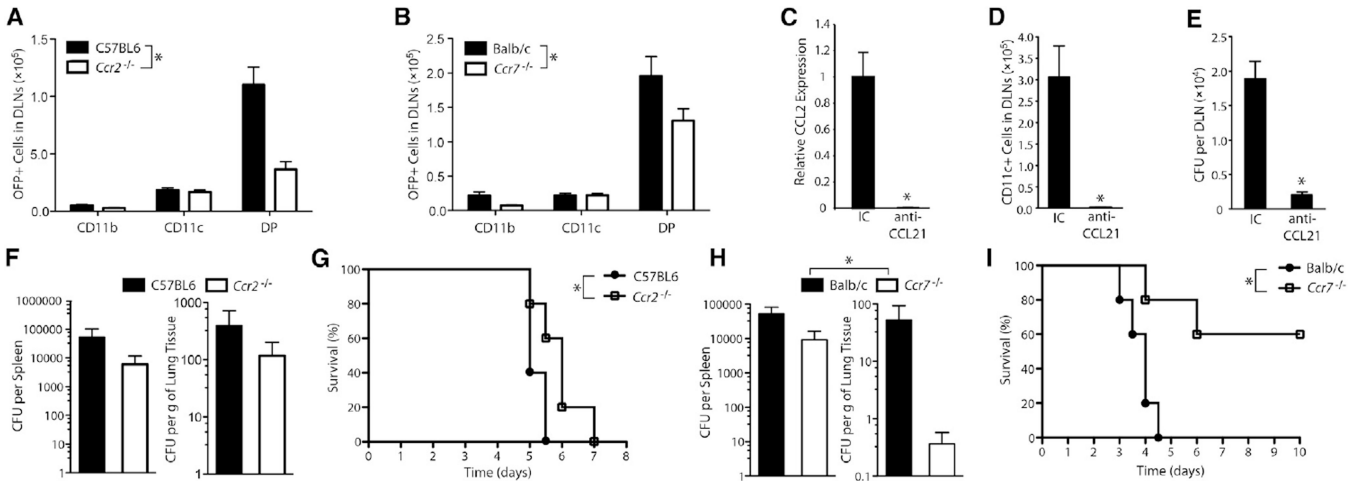 A
OFP+ Cells in DLNs (×10⁵)
1.5
1.0
5.0
0.0
C57BL6
Ccr2⁻/⁻
*
CD11b
CD11c
DP
B
OFP+ Cells in DLNs (×10⁵)
2.5
2.0
1.5
1.0
0.5
0.0
Balb/c
Ccr7⁻/⁻
*
CD11b
CD11c
DP
C
Relative CCL2 Expression
1.4
1.2
1
0.8
0.6
0.4
0.2
0
*
IC
anti-
CCL21
D
CD11c+ Cells in DLNs (×10⁵)
4.0
3.5
3.0
2.5
2.0
1.5
1.0
0.5
0.0
*
IC
anti-
CCL21
E
CFU per DLN (×10⁴)
2.5
2.0
1.5
1.0
0.5
0.0
*
IC
anti-
CCL21
F
C57BL6
Ccr2⁻/⁻
CFU per Spleen
1000000
100000
10000
1000
100
10
1
CFU per g of Lung Tissue
1000
100
10
1
G
Survival (%)
100
80
60
40
20
0
C57BL6
Ccr2⁻/⁻
*
0 1 2 3 4 5 6 7 8
Time (days)
H
*
Balb/c
Ccr7⁻/⁻
CFU per Spleen
100000
10000
1000
100
10
1
CFU per g of Lung Tissue
100
10
1
0.1
I
Survival (%)
100
80
60
40
20
0
Balb/c
Ccr7⁻/⁻
*
0 1 2 3 4 5 6 7 8 9 10
Time (days)